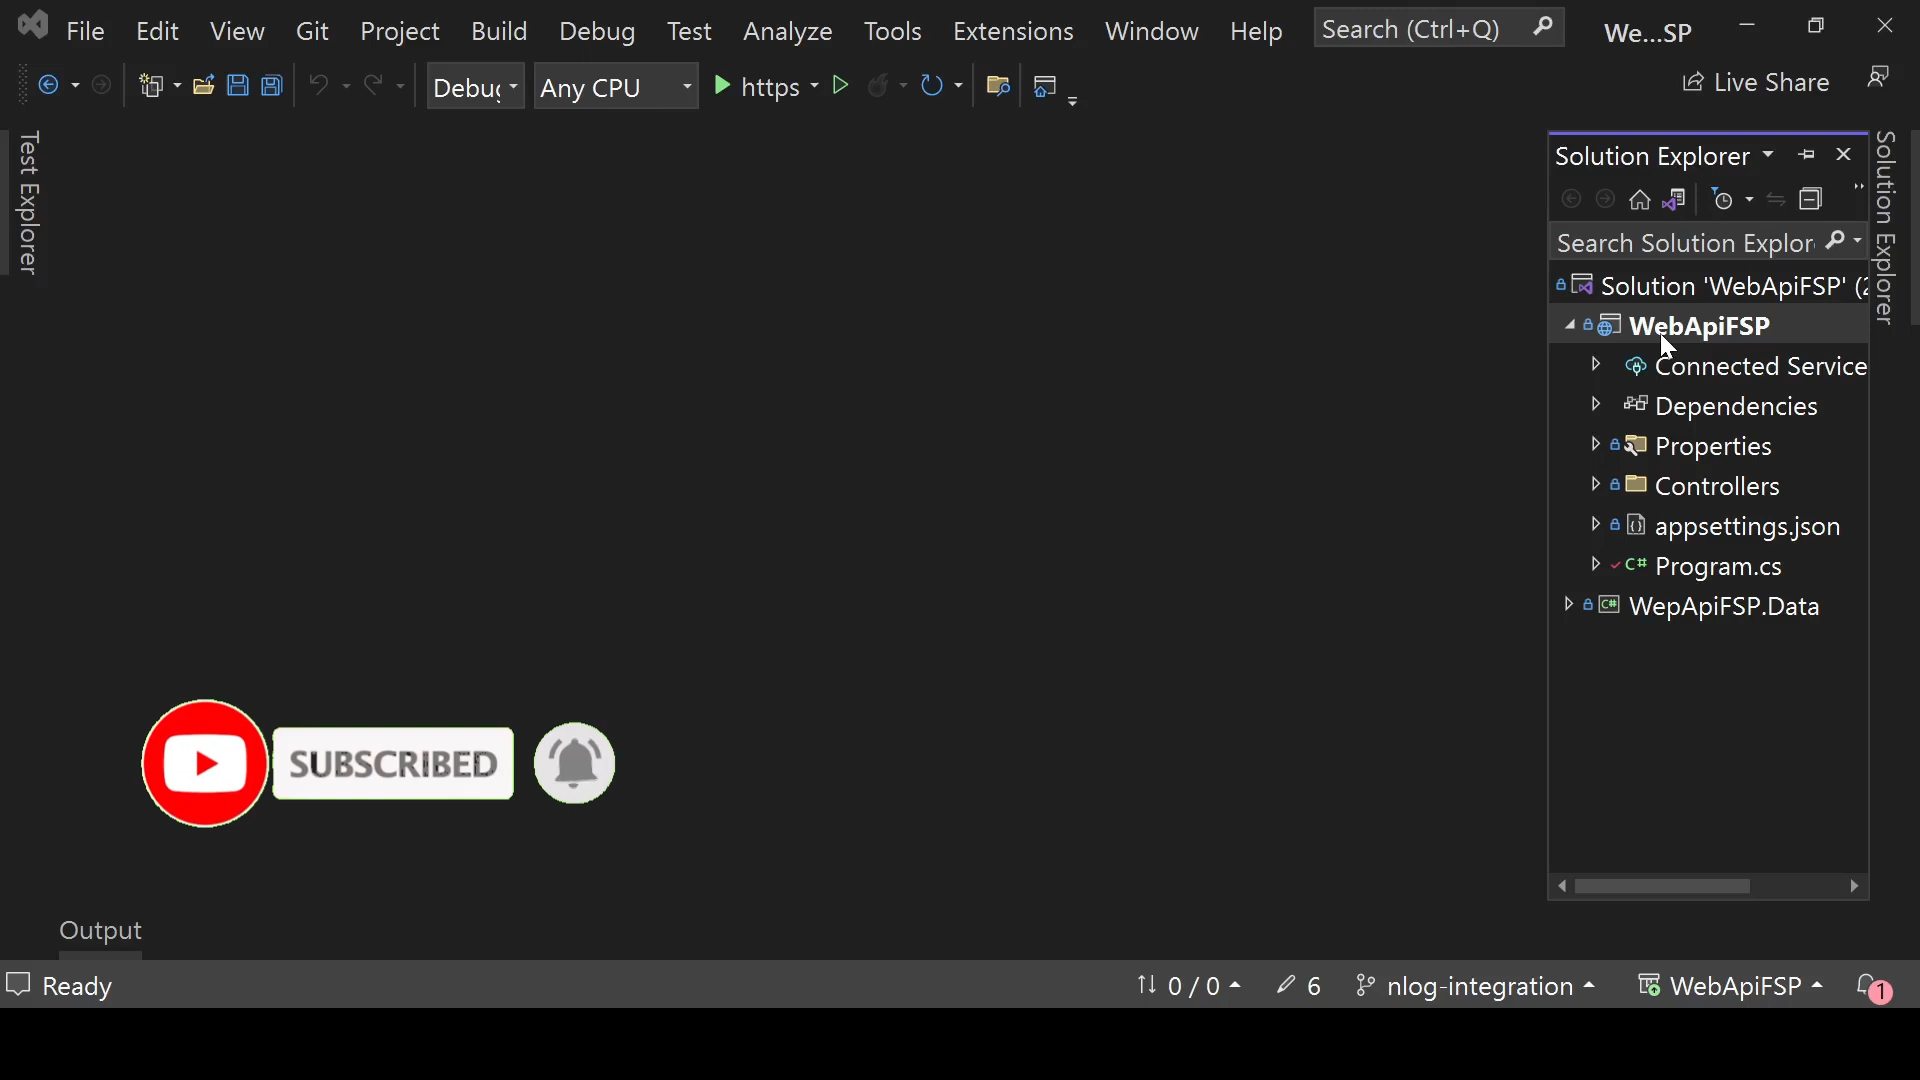 File Edit View Git Project Build Debug Test Analyze Tools Extensions Window Help Search (Ctrl+Q) We...SP
Debug Any CPU https Live Share
Test Explorer
Solution Explorer
Solution Explorer
Search Solution Explor
Solution 'WebApiFSP' (2
WebApiFSP
Connected Service
Dependencies
Properties
Controllers
appsettings.json
C# Program.cs
C# WepApiFSP.Data
SUBSCRIBED
Output
Ready 0 / 0 6 nlog-integration WebApiFSP 1